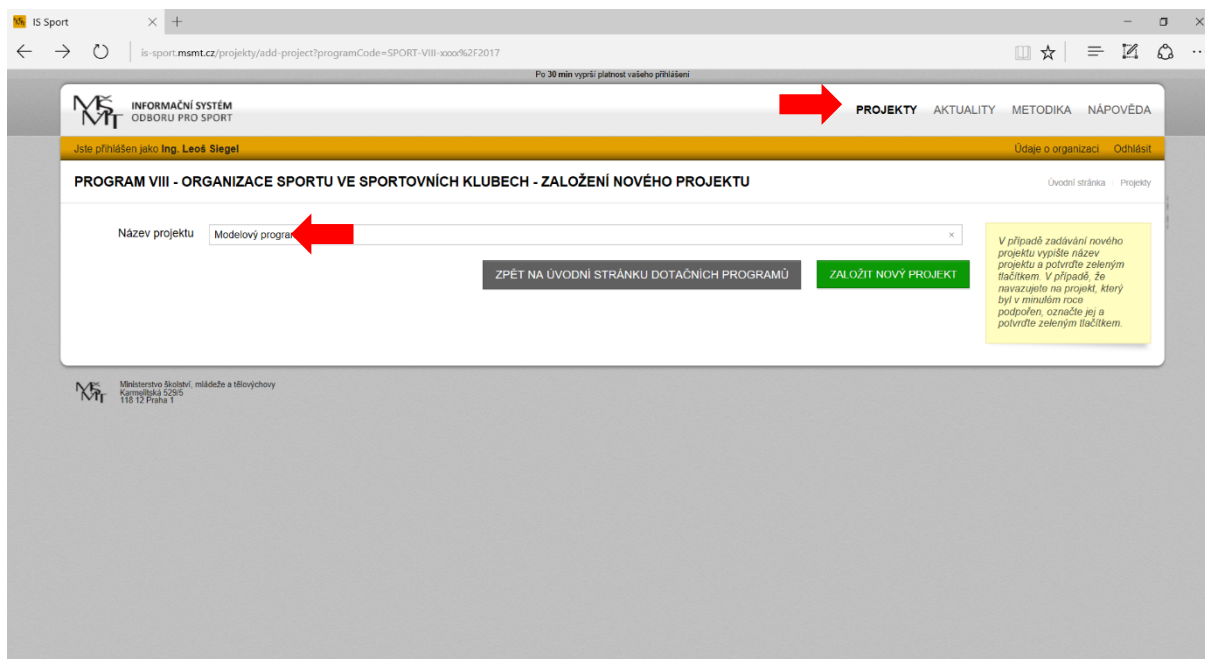 IS Sport
is-sport.msmt.cz/projekty/add-project?programCode=SPORT-VIII-xxxx%2F2017
Po 30 min vyprší platnost vašeho přihlášení
MŠMT INFORMAČNÍ SYSTÉM
ODBORU PRO SPORT
PROJEKTY AKTUALITY METODIKA NÁPOVĚDA
Jste přihlášen jako Ing. Leoš Siegel
Údaje o organizaci Odhlásit
PROGRAM VIII - ORGANIZACE SPORTU VE SPORTOVNÍCH KLUBECH - ZALOŽENÍ NOVÉHO PROJEKTU
Úvodní stránka Projekty
Název projektu Modelový program
ZPĚT NA ÚVODNÍ STRÁNKU DOTAČNÍCH PROGRAMŮ ZALOŽIT NOVÝ PROJEKT
V případě zadávání nového
projektu vypište název
projektu a potvrďte zeleným
tlačítkem. V případě, že
navazujete na projekt, který
byl v minulém roce
podpořen, označte jej a
potvrďte zeleným tlačítkem.
MŠMT Ministerstvo školství, mládeže a tělovýchovy
Karmelitská 529/5
118 12 Praha 1